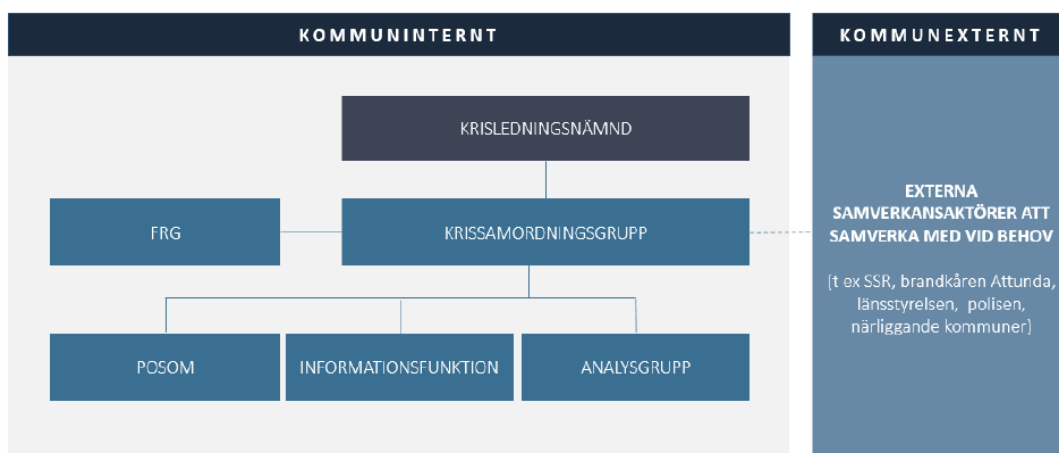 KOMMUNINTERNT
KRISLEDNINGSNÄMND
FRG
KRISSAMORDNINGSGRUPP
POSOM
INFORMATIONSFUNKTION
ANALYSGRUPP
KOMMUNEXTERNT
EXTERNA
SAMVERKANSAKTÖRER ATT
SAMVERKA MED VID BEHOV
(t ex SSR, brandkåren Attunda,
länsstyrelsen, polisen,
närliggande kommuner)